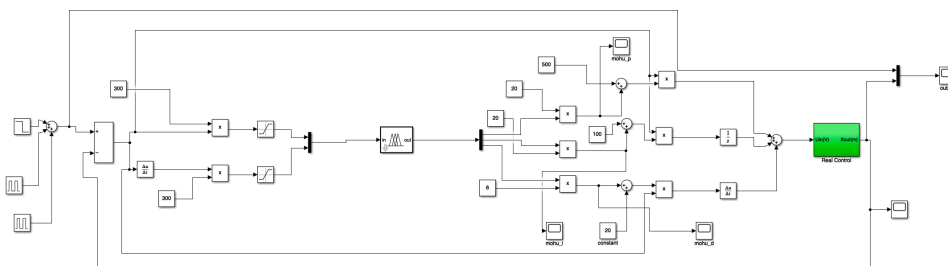 mohu_p
500
+
+
x
300
20
x
20
+
-
x
in
out
100
+
+
x
1
s
Uin(V)
Xout(m)
Real Control
out
x
Δu
Δt
x
300
6
x
+
+
x
Δu
Δt
mohu_i
20
constant
mohu_d